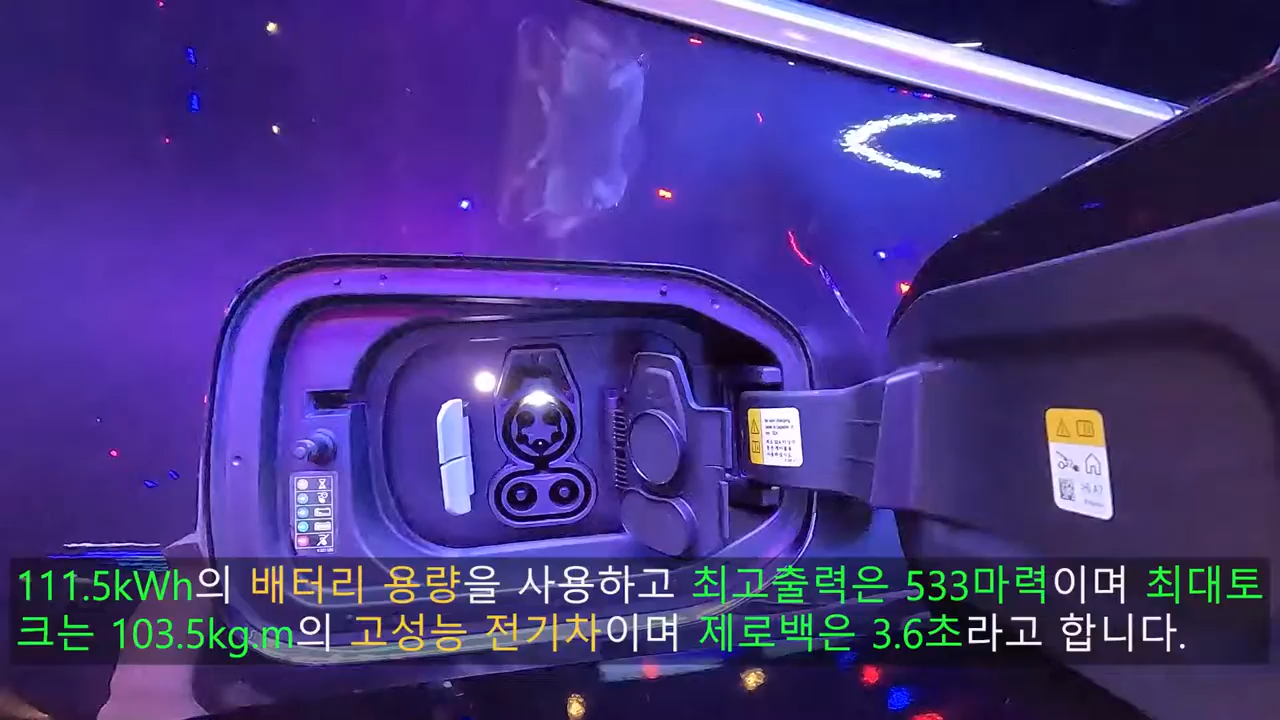 111.5kWh의 배터리 용량을 사용하고 최고출력은 533마력이며 최대토
크는 103.5kg.m의 고성능 전기차이며 제로백은 3.6초라고 합니다.